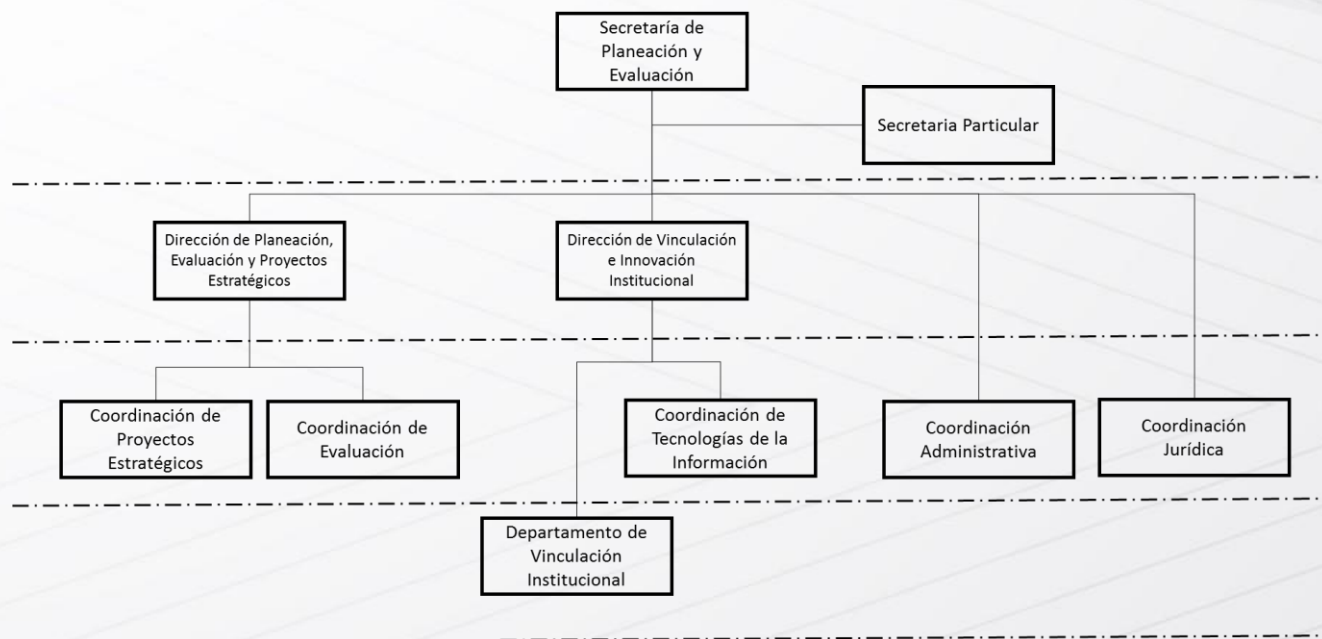 Secretaría de
Planeación y
Evaluación
Secretaria Particular
Dirección de Planeación,
Evaluación y Proyectos
Estratégicos
Dirección de Vinculación
e Innovación
Institucional
Coordinación de
Proyectos
Estratégicos
Coordinación de
Evaluación
Coordinación de
Tecnologías de la
Información
Coordinación
Administrativa
Coordinación
Jurídica
Departamento de
Vinculación
Institucional